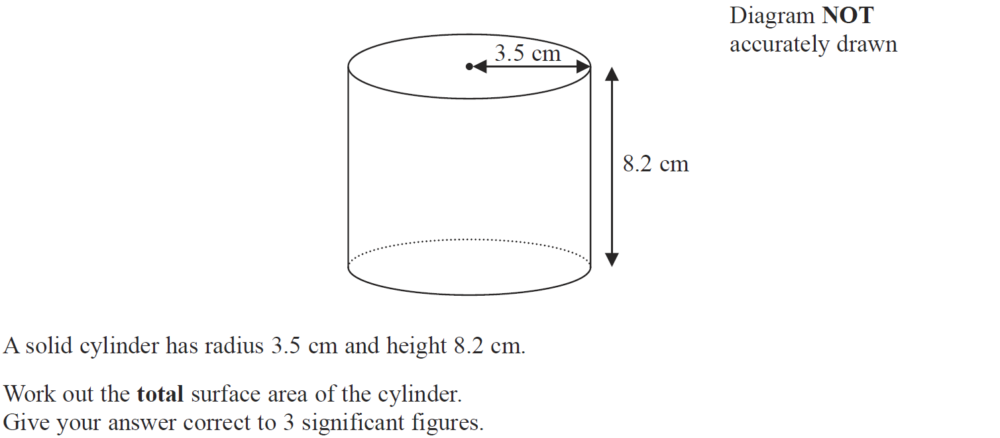 Diagram NOT
accurately drawn
3.5 cm
8.2 cm
A solid cylinder has radius 3.5 cm and height 8.2 cm.
Work out the total surface area of the cylinder.
Give your answer correct to 3 significant figures.